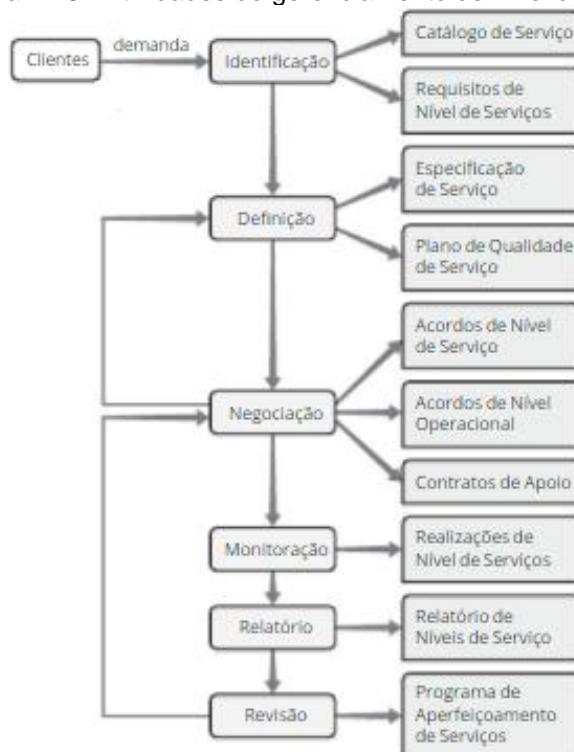 demanda
Clientes
Identificação
Catálogo de Serviço
Requisitos de
Nível de Serviços
Definição
Especificação
de Serviço
Plano de Qualidade
de Serviço
Negociação
Acordos de Nível
de Serviço
Acordos de Nível
Operacional
Contratos de Apoio
Monitoração
Realizações de
Nível de Serviços
Relatório
Relatório de
Níveis de Serviço
Revisão
Programa de
Aperfeiçoamento
de Serviços